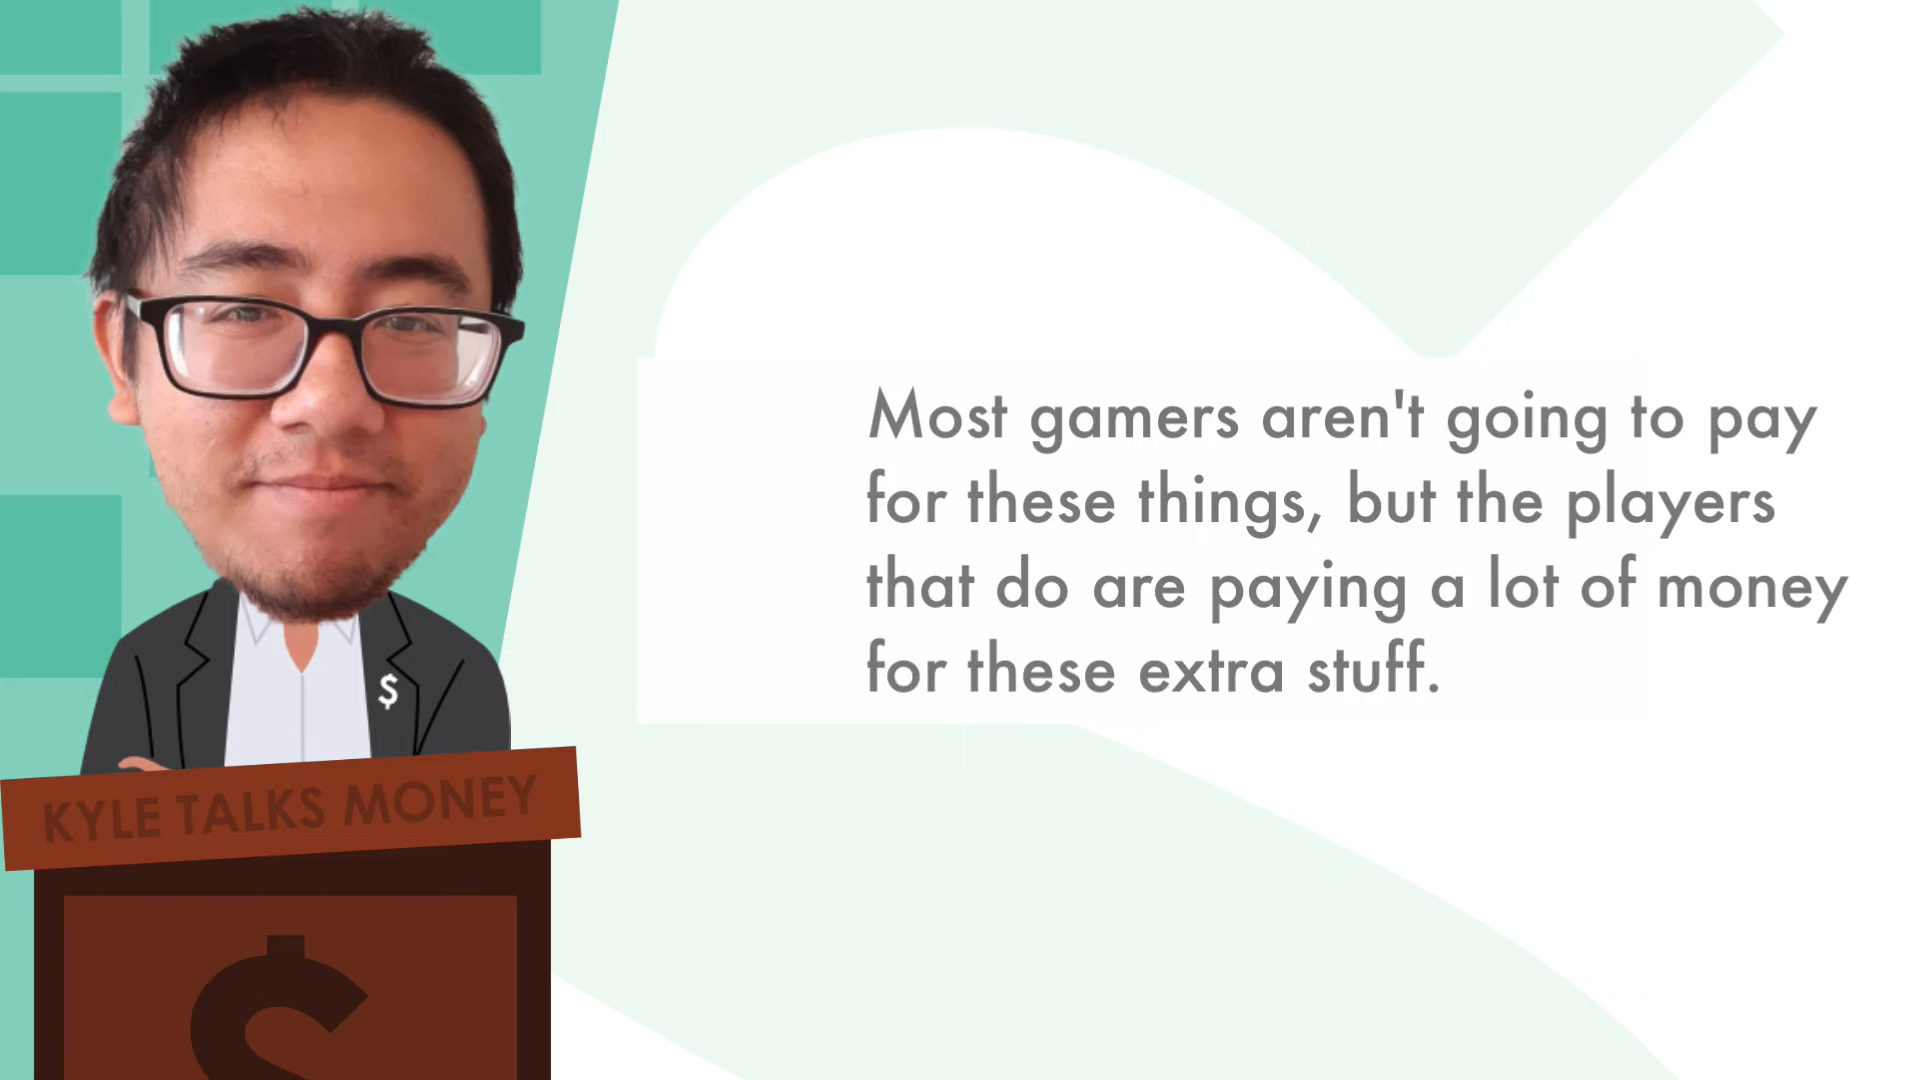 Most gamers aren't going to pay
for these things, but the players
that do are paying a lot of money
for these extra stuff.
$
KYLE TALKS MONEY
$